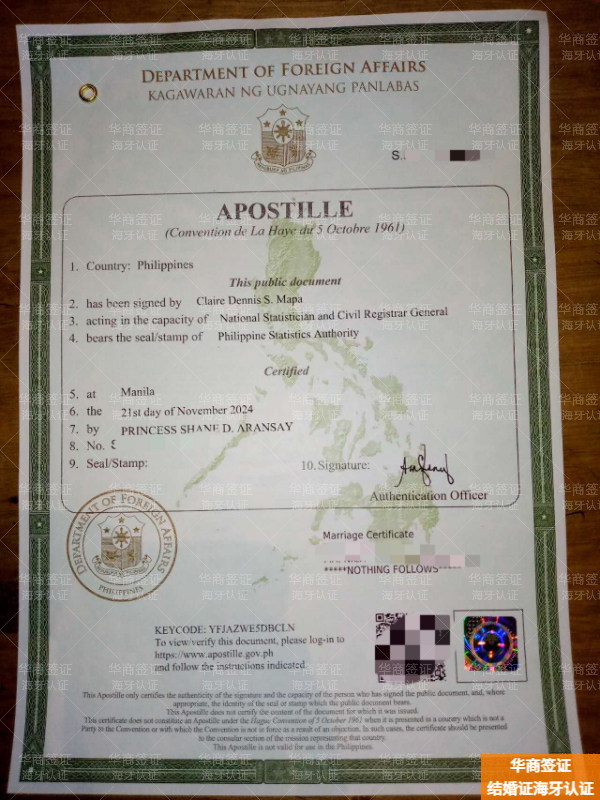 DEPARTMENT OF FOREIGN AFFAIRS
KAGAWARAN NG UGNAYANG PANLABAS
S..
APOSTILLE
(Convention de La Haye du 5 Octobre 1961)
1. Country: Philippines
This public document
2. has been signed by Claire Dennis S. Mapa
3. acting in the capacity of National Statistician and Civil Registrar General
4. bears the seal/stamp of Philippine Statistics Authority
Certified
5. at Manila
6. the 21st day of November 2024
7. by PRINCESS SHANE D. ARANSAY
8. No.
9. Seal/Stamp:
10. Signature:
Authentication Officer
DEPARTMENT OF FOREIGN AFFAIRS
PHILIPPINES
Marriage Certificate
*****NOTHING FOLLOWS*****
KEYCODE: YFJAZWE5DBCLN
To view/verify this document, please log-in to
https://www.apostille.gov.ph
and follow the instructions indicated.
This Apostille only certifies the authenticity of the signature and the capacity of the person who has signed the public document, and, where
appropriate, the identity of the seal or stamp which the public document bears.
This Apostille does not certify the content of the document for which it was issued.
This certificate does not constitute an Apostille under the Hague Convention of 5 October 1961 when it is presented in a country which is not a
Party to the Convention or with which the Convention is not in force as a result of an objection. In such cases, the certificate should be presented
to the consular section of the mission representing that country.
This Apostille is not valid for use in the Philippines.
华商签证
海牙认证
华商签证
结婚证海牙认证